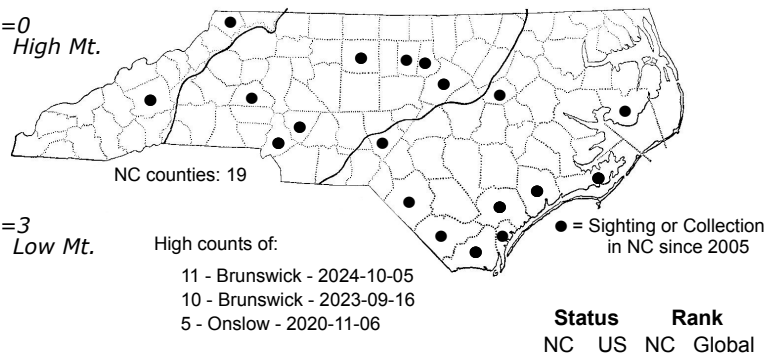 =0
High Mt.
NC counties: 19
=3
Low Mt.
High counts of:
11 - Brunswick - 2024-10-05
10 - Brunswick - 2023-09-16
5 - Onslow - 2020-11-06
● = Sighting or Collection
in NC since 2005
Status Rank
NC US NC Global